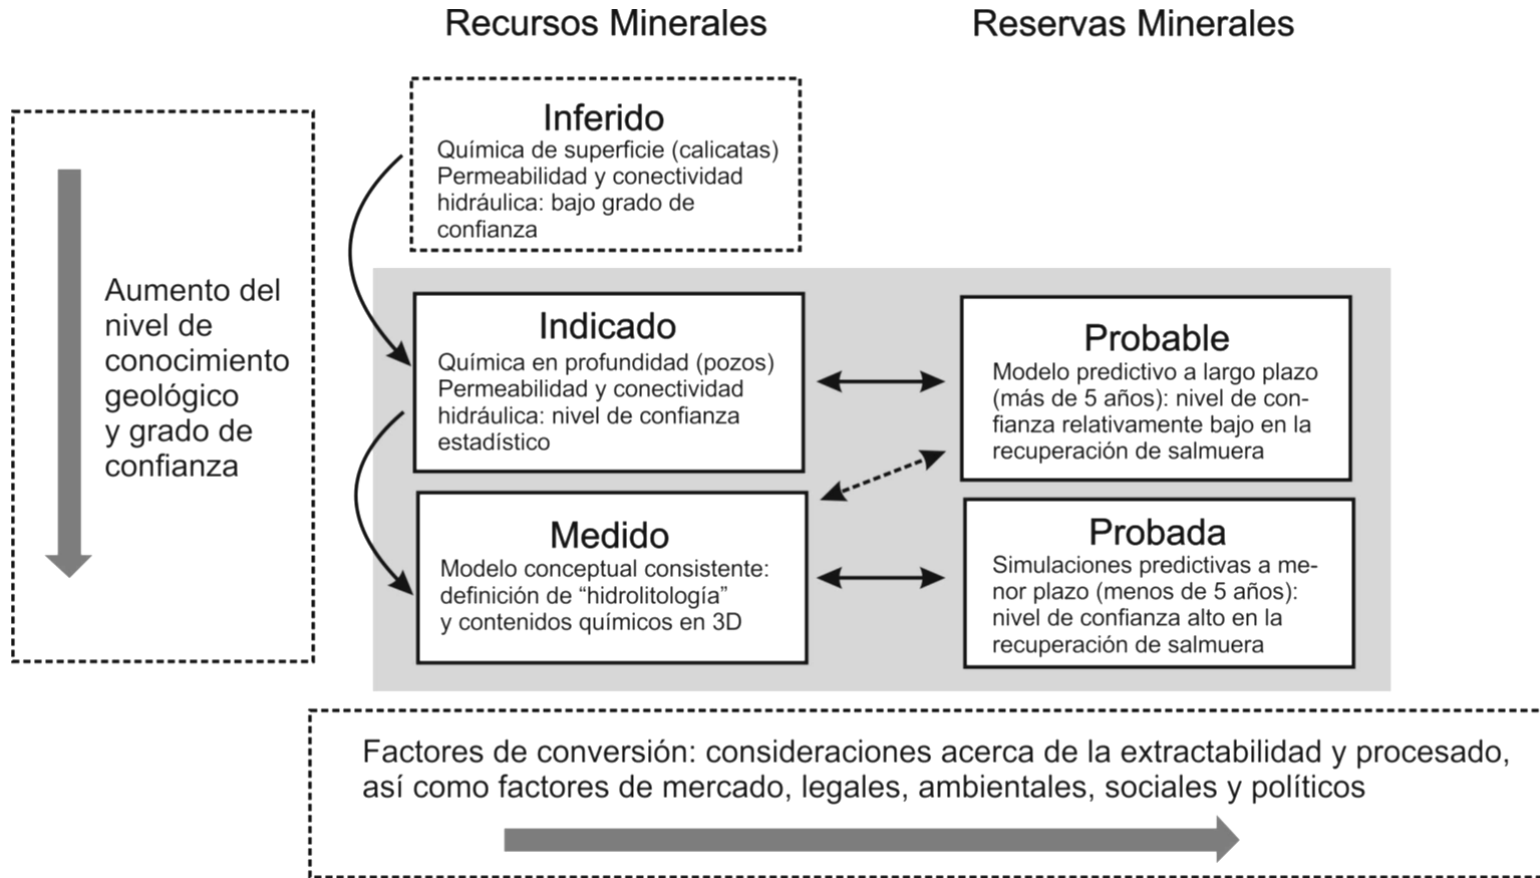 Recursos Minerales
Reservas Minerales
Inferido
Química de superficie (calicatas)
Permeabilidad y conectividad
hidráulica: bajo grado de
confianza
Aumento del
nivel de
conocimiento
geológico
y grado de
confianza
Indicado
Química en profundidad (pozos)
Permeabilidad y conectividad
hidráulica: nivel de confianza
estadístico
Probable
Modelo predictivo a largo plazo
(más de 5 años): nivel de con-
fianza relativamente bajo en la
recuperación de salmuera
Medido
Modelo conceptual consistente:
definición de “hidrolitología”
y contenidos químicos en 3D
Probada
Simulaciones predictivas a me-
nor plazo (menos de 5 años):
nivel de confianza alto en la
recuperación de salmuera
Factores de conversión: consideraciones acerca de la extractabilidad y procesado,
así como factores de mercado, legales, ambientales, sociales y políticos